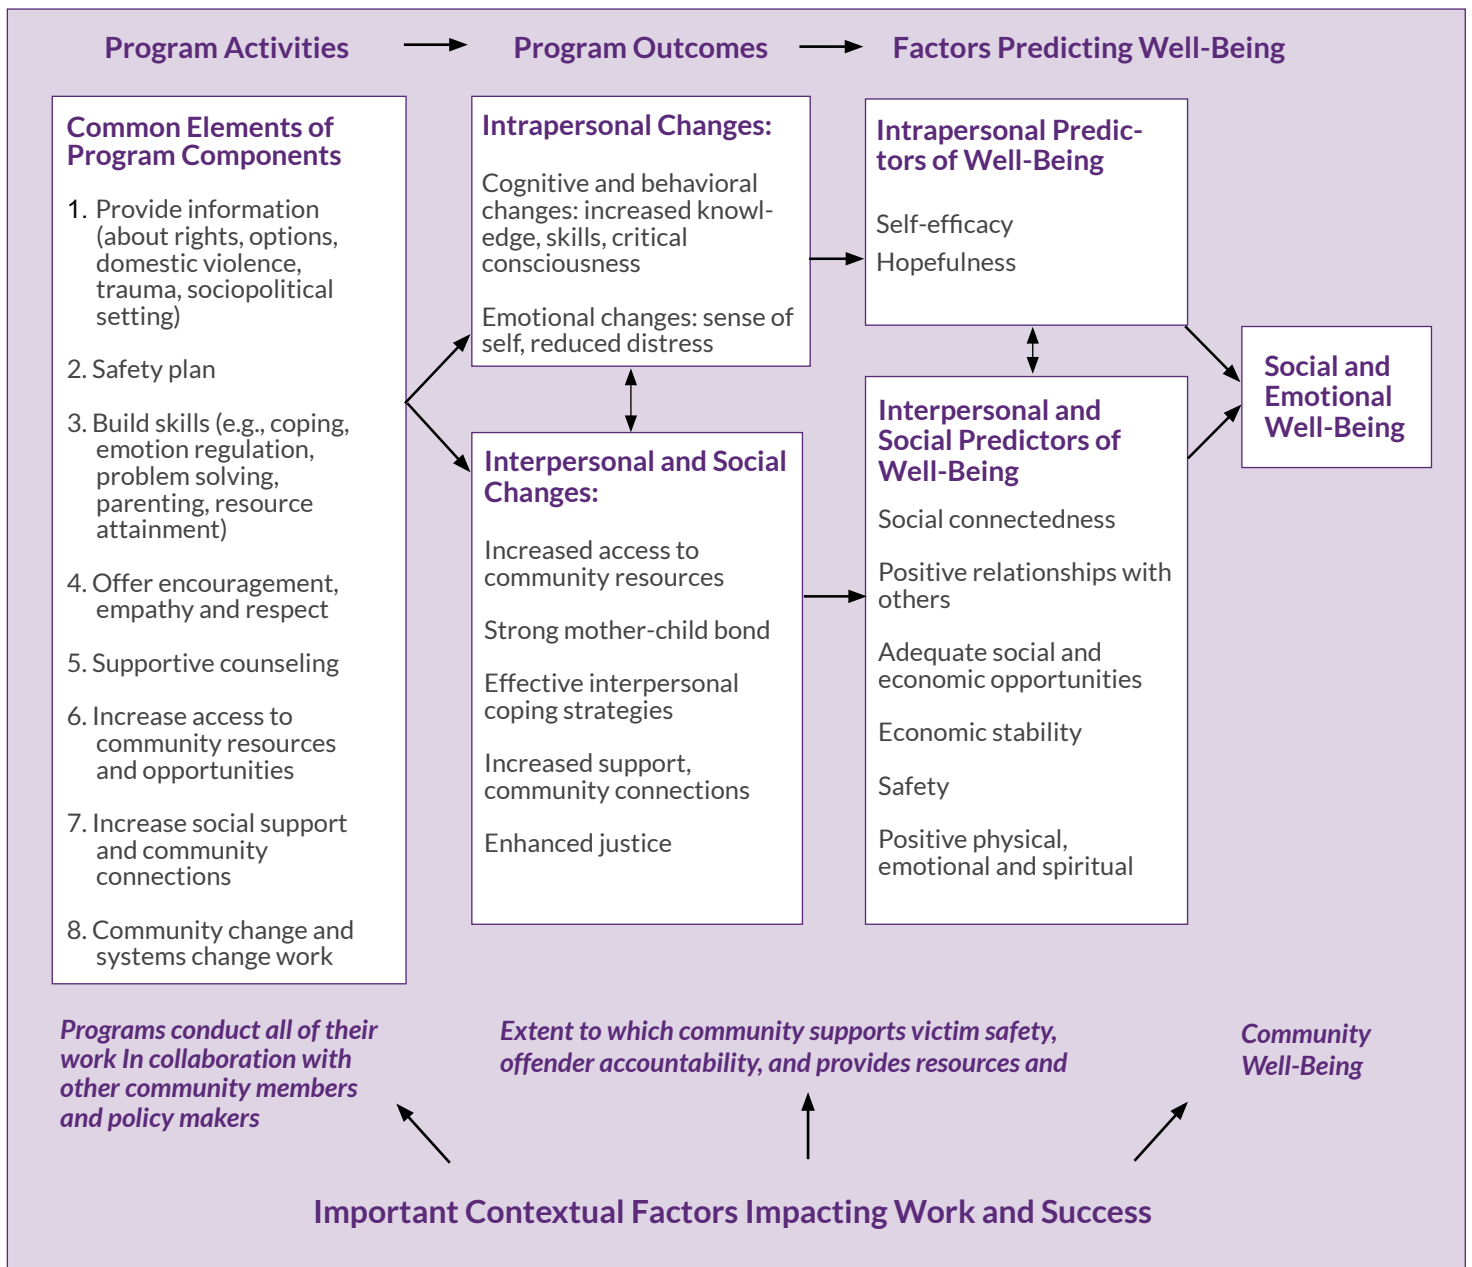 Program Activities
Program Outcomes
Factors Predicting Well-Being
Common Elements of
Program Components
1. Provide information
(about rights, options,
domestic violence,
trauma, sociopolitical
setting)
2. Safety plan
3. Build skills (e.g., coping,
emotion regulation,
problem solving,
parenting, resource
attainment)
4. Offer encouragement,
empathy and respect
5. Supportive counseling
6. Increase access to
community resources
and opportunities
7. Increase social support
and community
connections
8. Community change and
systems change work
Intrapersonal Changes:
Cognitive and behavioral
changes: increased knowl-
edge, skills, critical
consciousness
Emotional changes: sense of
self, reduced distress
Interpersonal and Social
Changes:
Increased access to
community resources
Strong mother-child bond
Effective interpersonal
coping strategies
Increased support,
community connections
Enhanced justice
Intrapersonal Predic-
tors of Well-Being
Self-efficacy
Hopefulness
Interpersonal and
Social Predictors of
Well-Being
Social connectedness
Positive relationships with
others
Adequate social and
economic opportunities
Economic stability
Safety
Positive physical,
emotional and spiritual
Social and
Emotional
Well-Being
Programs conduct all of their
work In collaboration with
other community members
and policy makers
Extent to which community supports victim safety,
offender accountability, and provides resources and
Community
Well-Being
Important Contextual Factors Impacting Work and Success